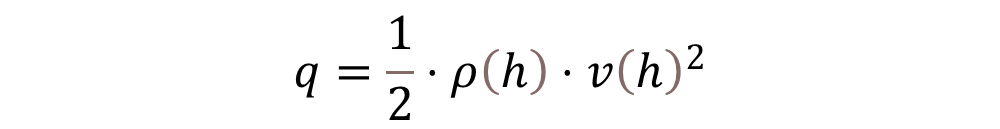 q = 1/2 · ρ(h) · v(h)²